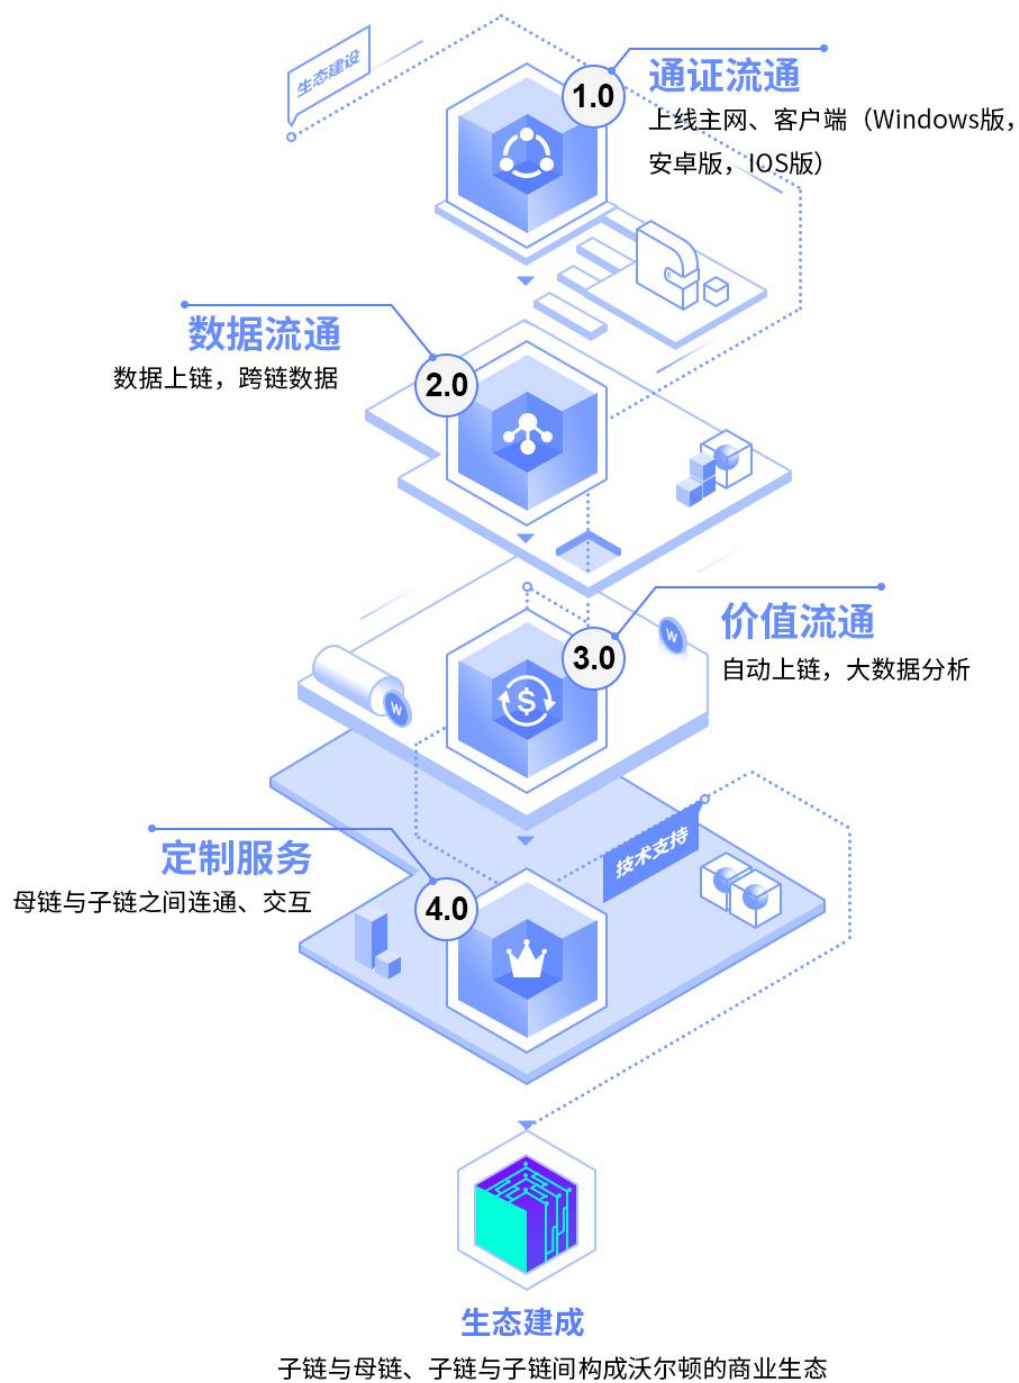 生态建设
1.0
通证流通
上线主网、客户端（Windows版，
安卓版，IOS版）
数据流通
数据上链，跨链数据
2.0
3.0
价值流通
自动上链，大数据分析
W
W
$
定制服务
母链与子链之间连通、交互
4.0
技术支持
生态建成
子链与母链、子链与子链间构成沃尔顿的商业生态